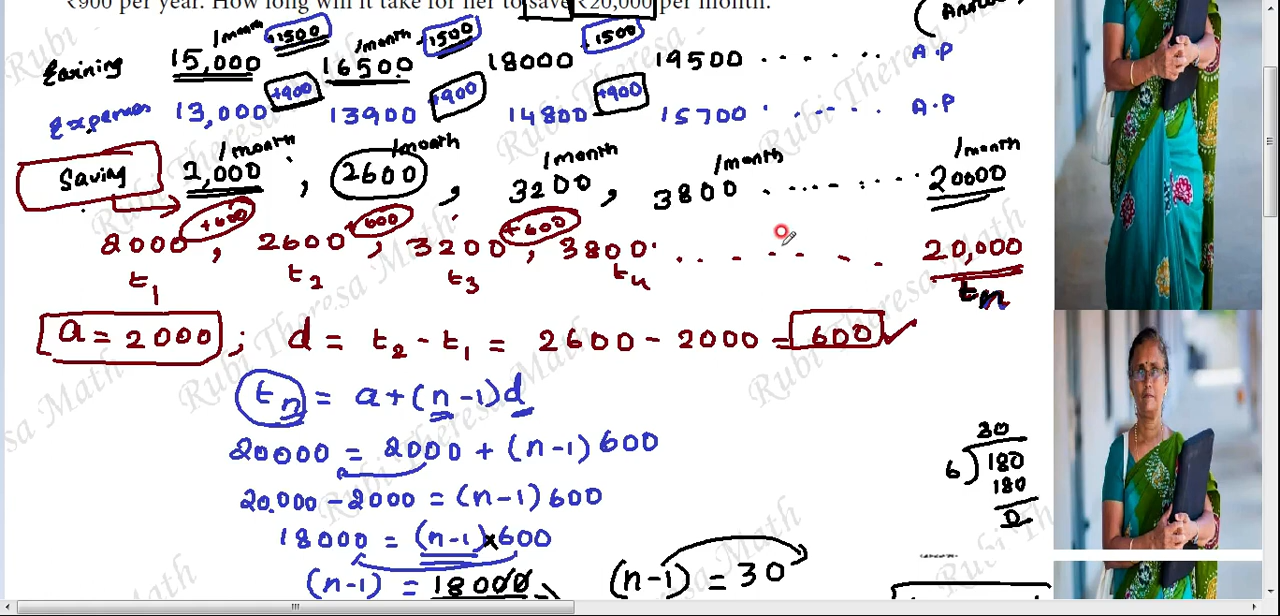 ₹900 per year. How long will it take for her to save ₹20,000 per month.
/month +1500 /month +1500 +1500
Earining 15,000 16500 18000 19500 . . . . . . . A.P
+900 +900 +900
Expenses 13,000 13900 14800 15700 . . . . . . A.P
/month /month /month /month /month
Saving 2,000 , 2600 , 3200 , 3800 . . . . . . . . 20000
+600 +600 +600
2000 , 2600 , 3200 , 3800 . . . . . . . . 20,000
t1 t2 t3 t4 tn
a = 2000 ; d = t2 - t1 = 2600 - 2000 = 600 ✓
tn = a + (n-1)d
20000 = 2000 + (n-1) 600
20,000 - 2000 = (n-1) 600
18000 = (n-1) × 600
(n-1) = 18000
(n-1) = 30
30
6 ) 180
180
0
Rubi Theresa Math